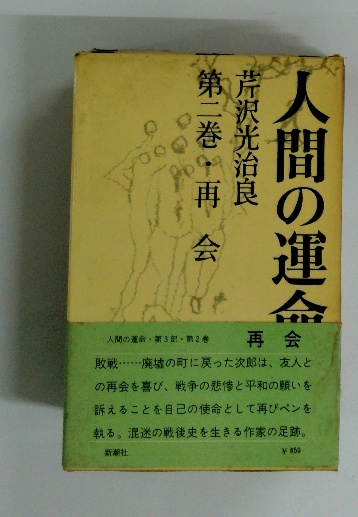 人間の運命
芹沢光治良
第二巻・再会
人間の運命・第3部・第2巻
再会
敗戦……廃墟の町に戻った次郎は、友人と
の再会を喜び、戦争の悲惨と平和の願いを
訴えることを自己の使命として再びペンを
執る。混迷の戦後史を生きる作家の足跡。
新潮社
￥850